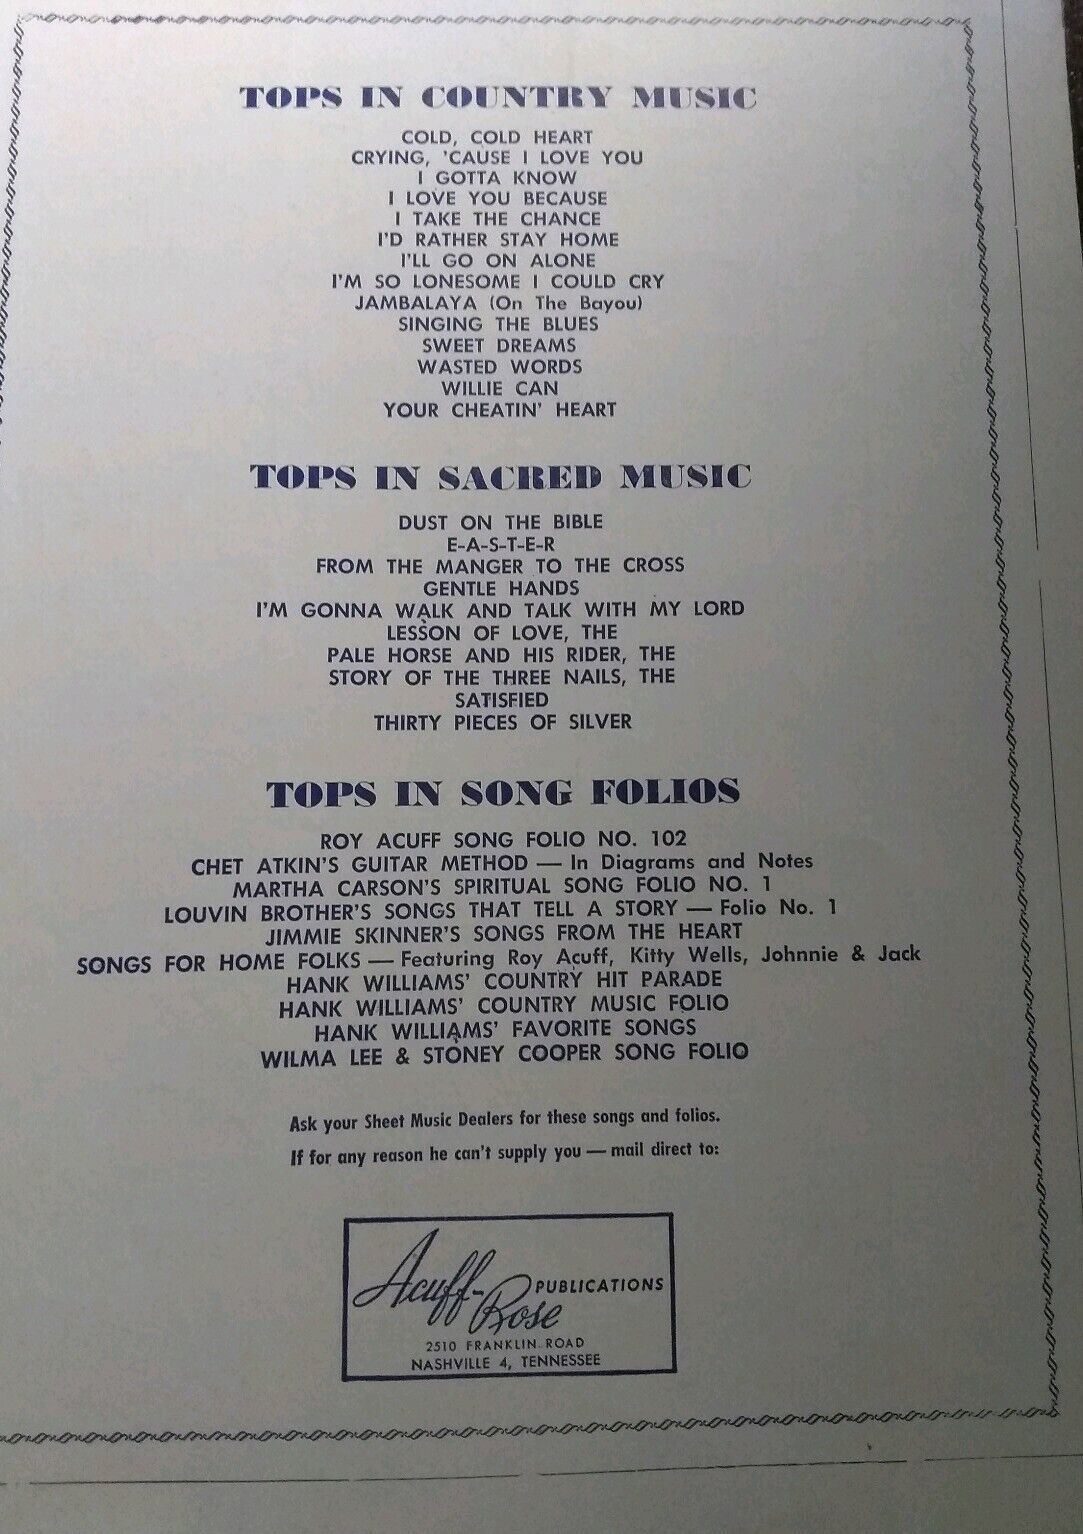 TOPS IN COUNTRY MUSIC
COLD, COLD HEART
CRYING, 'CAUSE I LOVE YOU
I GOTTA KNOW
I LOVE YOU BECAUSE
I TAKE THE CHANCE
I'D RATHER STAY HOME
I'LL GO ON ALONE
I'M SO LONESOME I COULD CRY
JAMBALAYA (On The Bayou)
SINGING THE BLUES
SWEET DREAMS
WASTED WORDS
WILLIE CAN
YOUR CHEATIN' HEART
TOPS IN SACRED MUSIC
DUST ON THE BIBLE
E-A-S-T-E-R
FROM THE MANGER TO THE CROSS
GENTLE HANDS
I'M GONNA WALK AND TALK WITH MY LORD
LESSON OF LOVE, THE
PALE HORSE AND HIS RIDER, THE
STORY OF THE THREE NAILS, THE
SATISFIED
THIRTY PIECES OF SILVER
TOPS IN SONG FOLIOS
ROY ACUFF SONG FOLIO NO. 102
CHET ATKIN'S GUITAR METHOD — In Diagrams and Notes
MARTHA CARSON'S SPIRITUAL SONG FOLIO NO. 1
LOUVIN BROTHER'S SONGS THAT TELL A STORY — Folio No. 1
JIMMIE SKINNER'S SONGS FROM THE HEART
SONGS FOR HOME FOLKS — Featuring Roy Acuff, Kitty Wells, Johnnie & Jack
HANK WILLIAMS' COUNTRY HIT PARADE
HANK WILLIAMS' COUNTRY MUSIC FOLIO
HANK WILLIAMS' FAVORITE SONGS
WILMA LEE & STONEY COOPER SONG FOLIO
Ask your Sheet Music Dealers for these songs and folios.
If for any reason he can't supply you — mail direct to:
Acuff-Rose PUBLICATIONS
2510 FRANKLIN ROAD
NASHVILLE 4, TENNESSEE